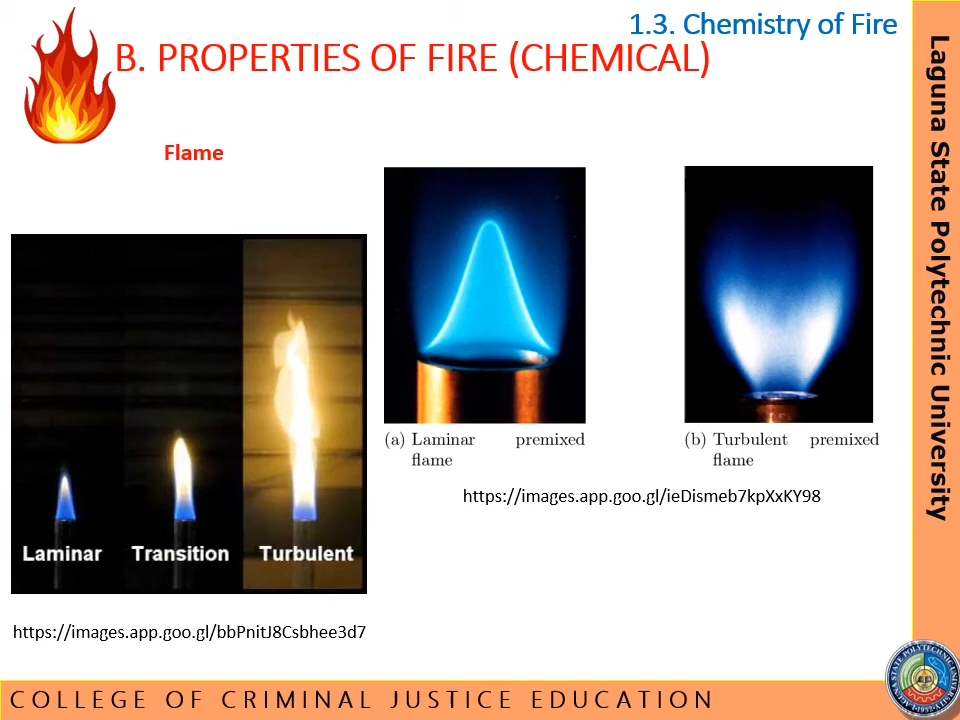 1.3. Chemistry of Fire
B. PROPERTIES OF FIRE (CHEMICAL)
Flame
Laminar Transition Turbulent
https://images.app.goo.gl/bbPnitJ8Csbhee3d7
(a) Laminar premixed
flame
(b) Turbulent premixed
flame
https://images.app.goo.gl/ieDismeb7kpXxKY98
Laguna State Polytechnic University
COLLEGE OF CRIMINAL JUSTICE EDUCATION